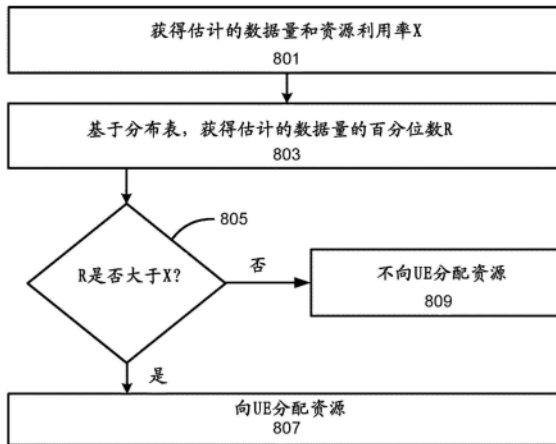 获得估计的数据量和资源利用率X
801
基于分布表，获得估计的数据量的百分位数R
803
805
R是否大于X?
否
不向UE分配资源
809
是
向UE分配资源
807